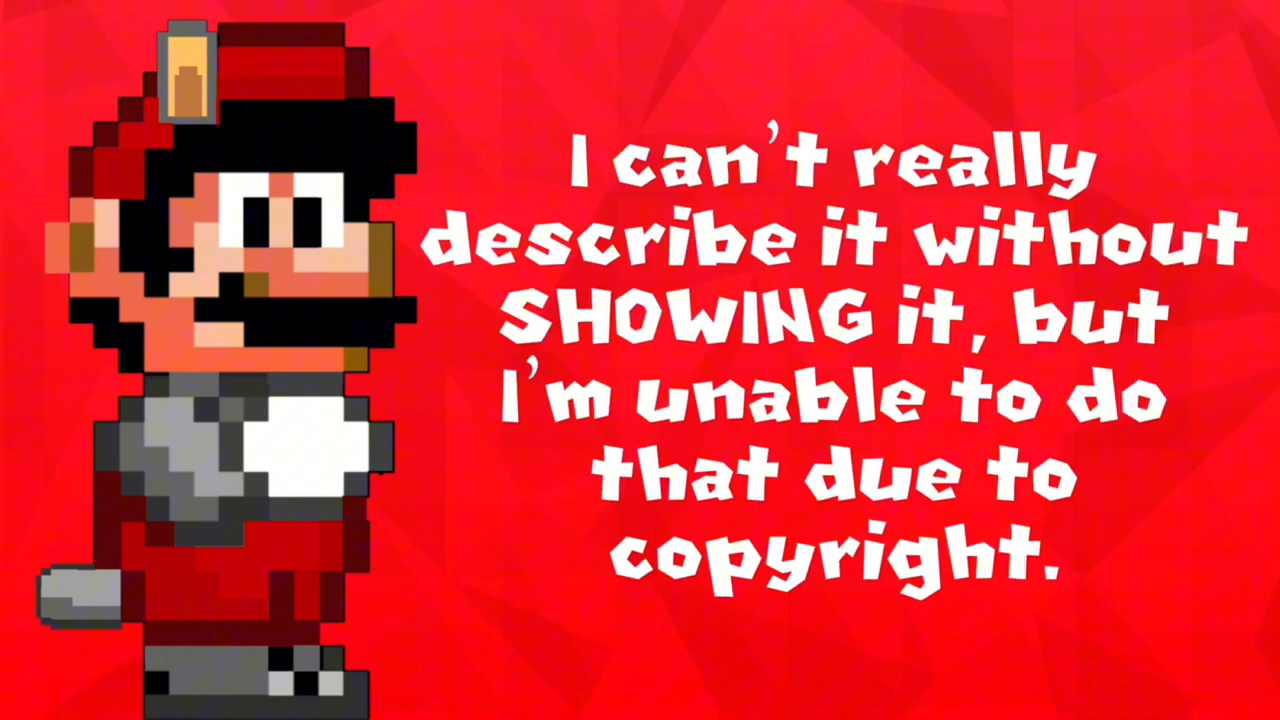 I can't really
describe it without
SHOWING it, but
I'm unable to do
that due to
copyright.